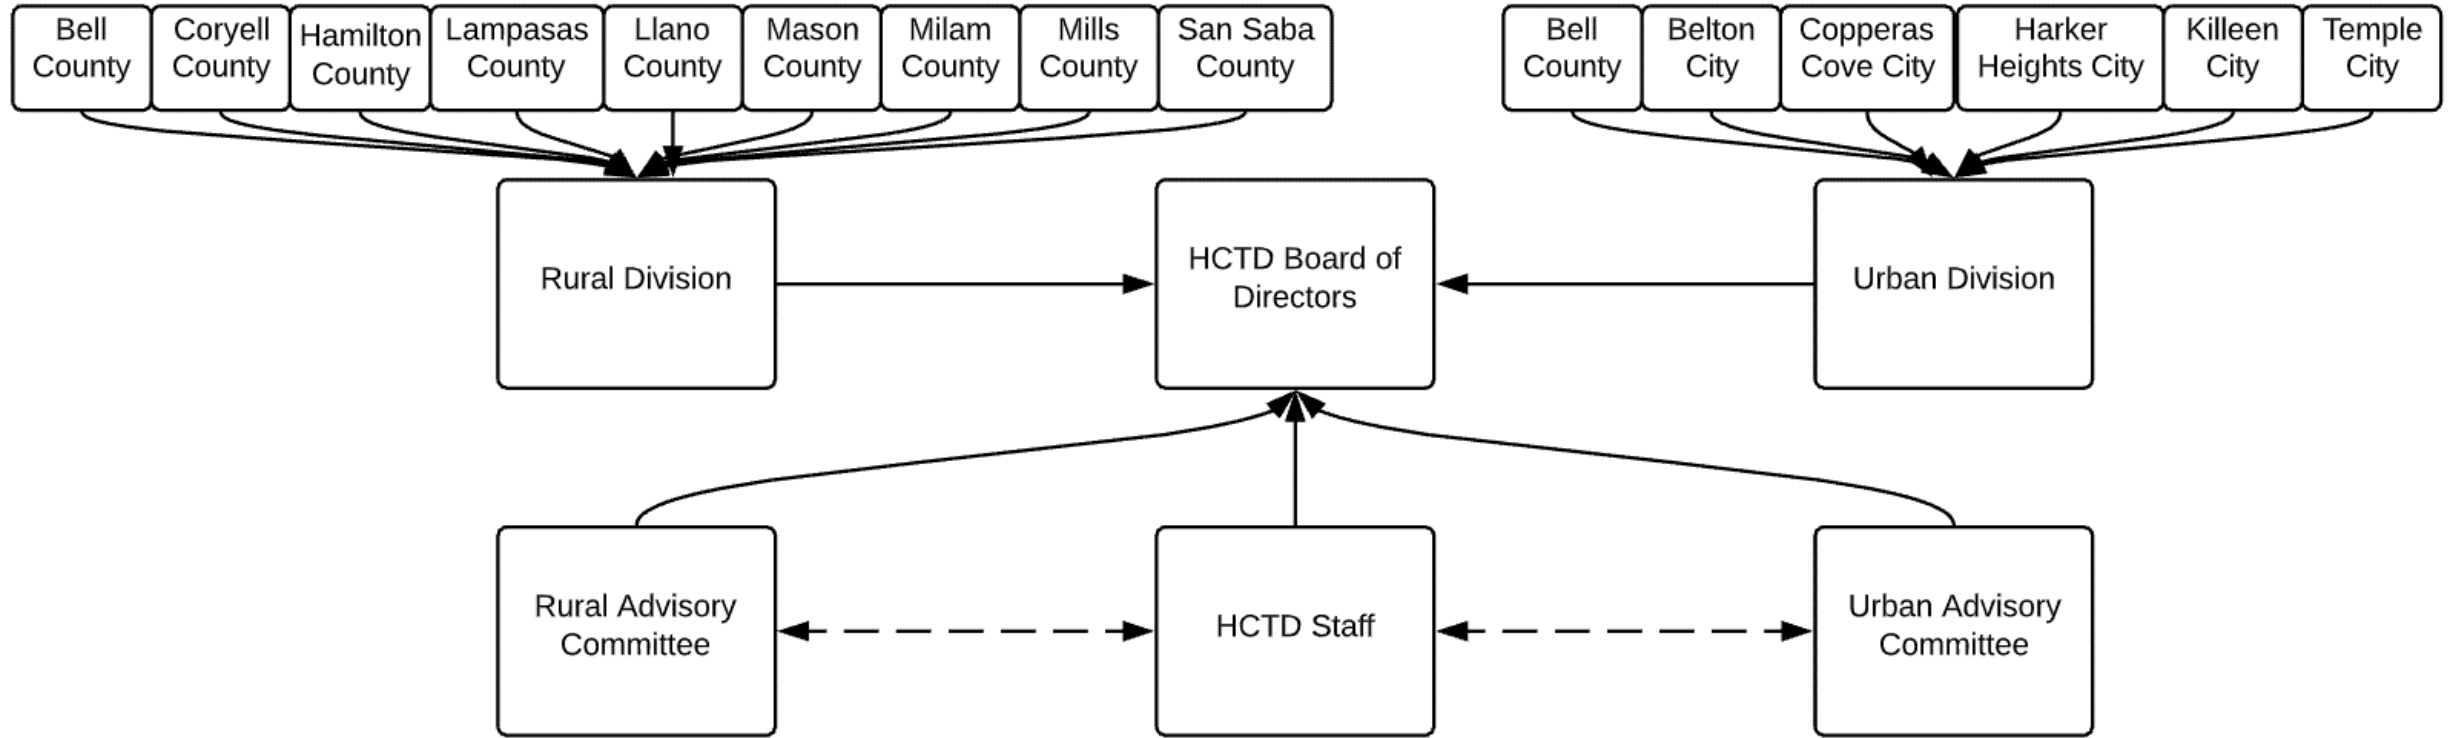 Bell
County
Coryell
County
Hamilton
County
Lampasas
County
Llano
County
Mason
County
Milam
County
Mills
County
San Saba
County
Bell
County
Belton
City
Copperas
Cove City
Harker
Heights City
Killeen
City
Temple
City
Rural Division
HCTD Board of
Directors
Urban Division
Rural Advisory
Committee
HCTD Staff
Urban Advisory
Committee